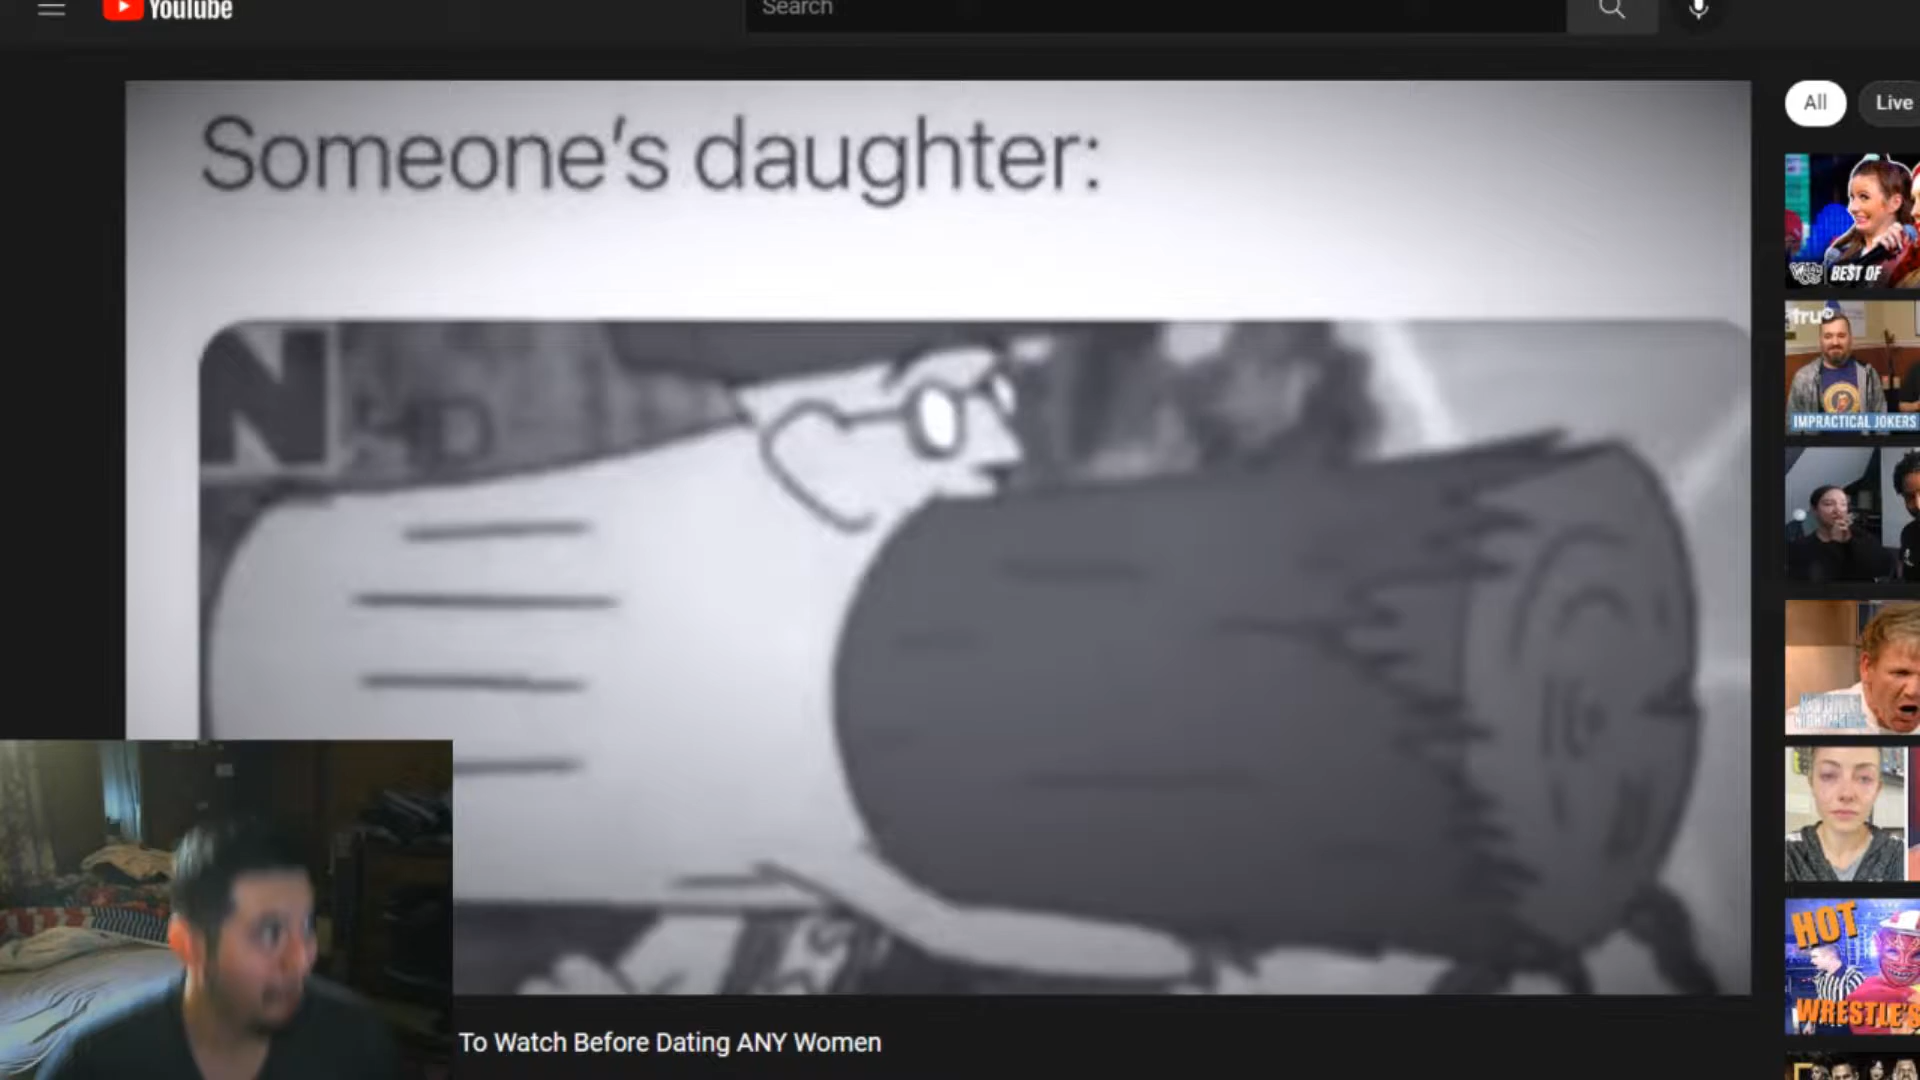 YouTube
Search
All
Live
Someone's daughter:
N
BEST OF
tru
IMPRACTICAL JOKERS
HOT
WRESTLE'S
To Watch Before Dating ANY Women